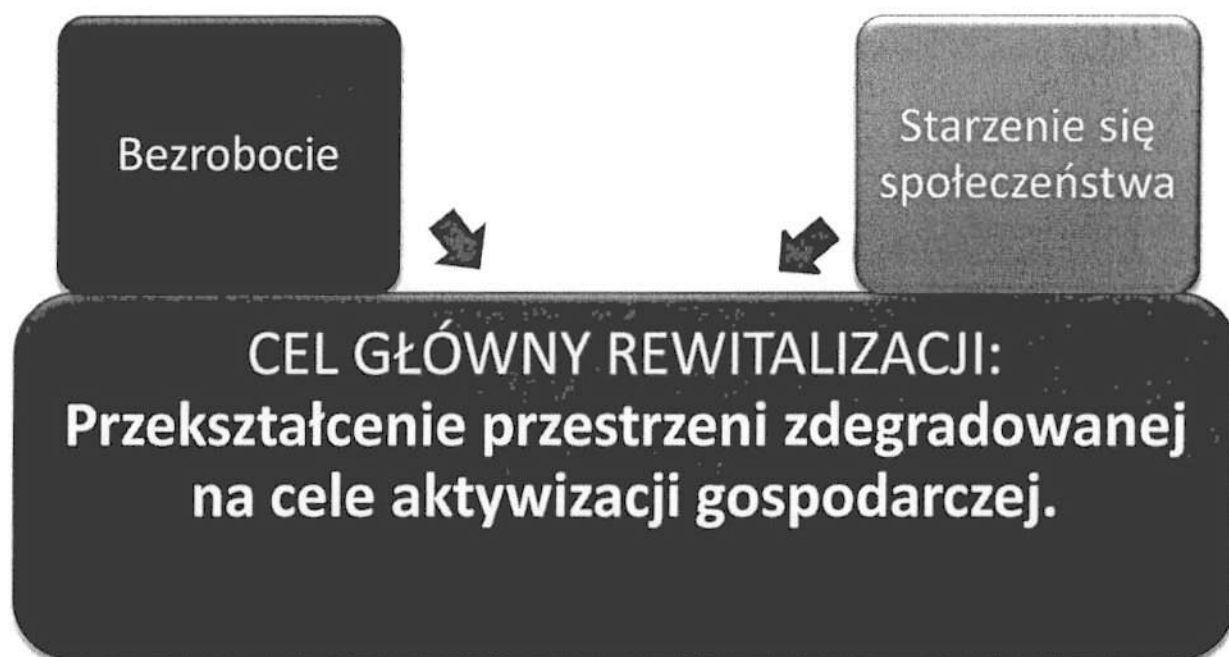 Bezrobocie
Starzenie się
społeczeństwa
CEL GŁÓWNY REWITALIZACJI:
Przekształcenie przestrzeni zdegradowanej
na cele aktywizacji gospodarczej.